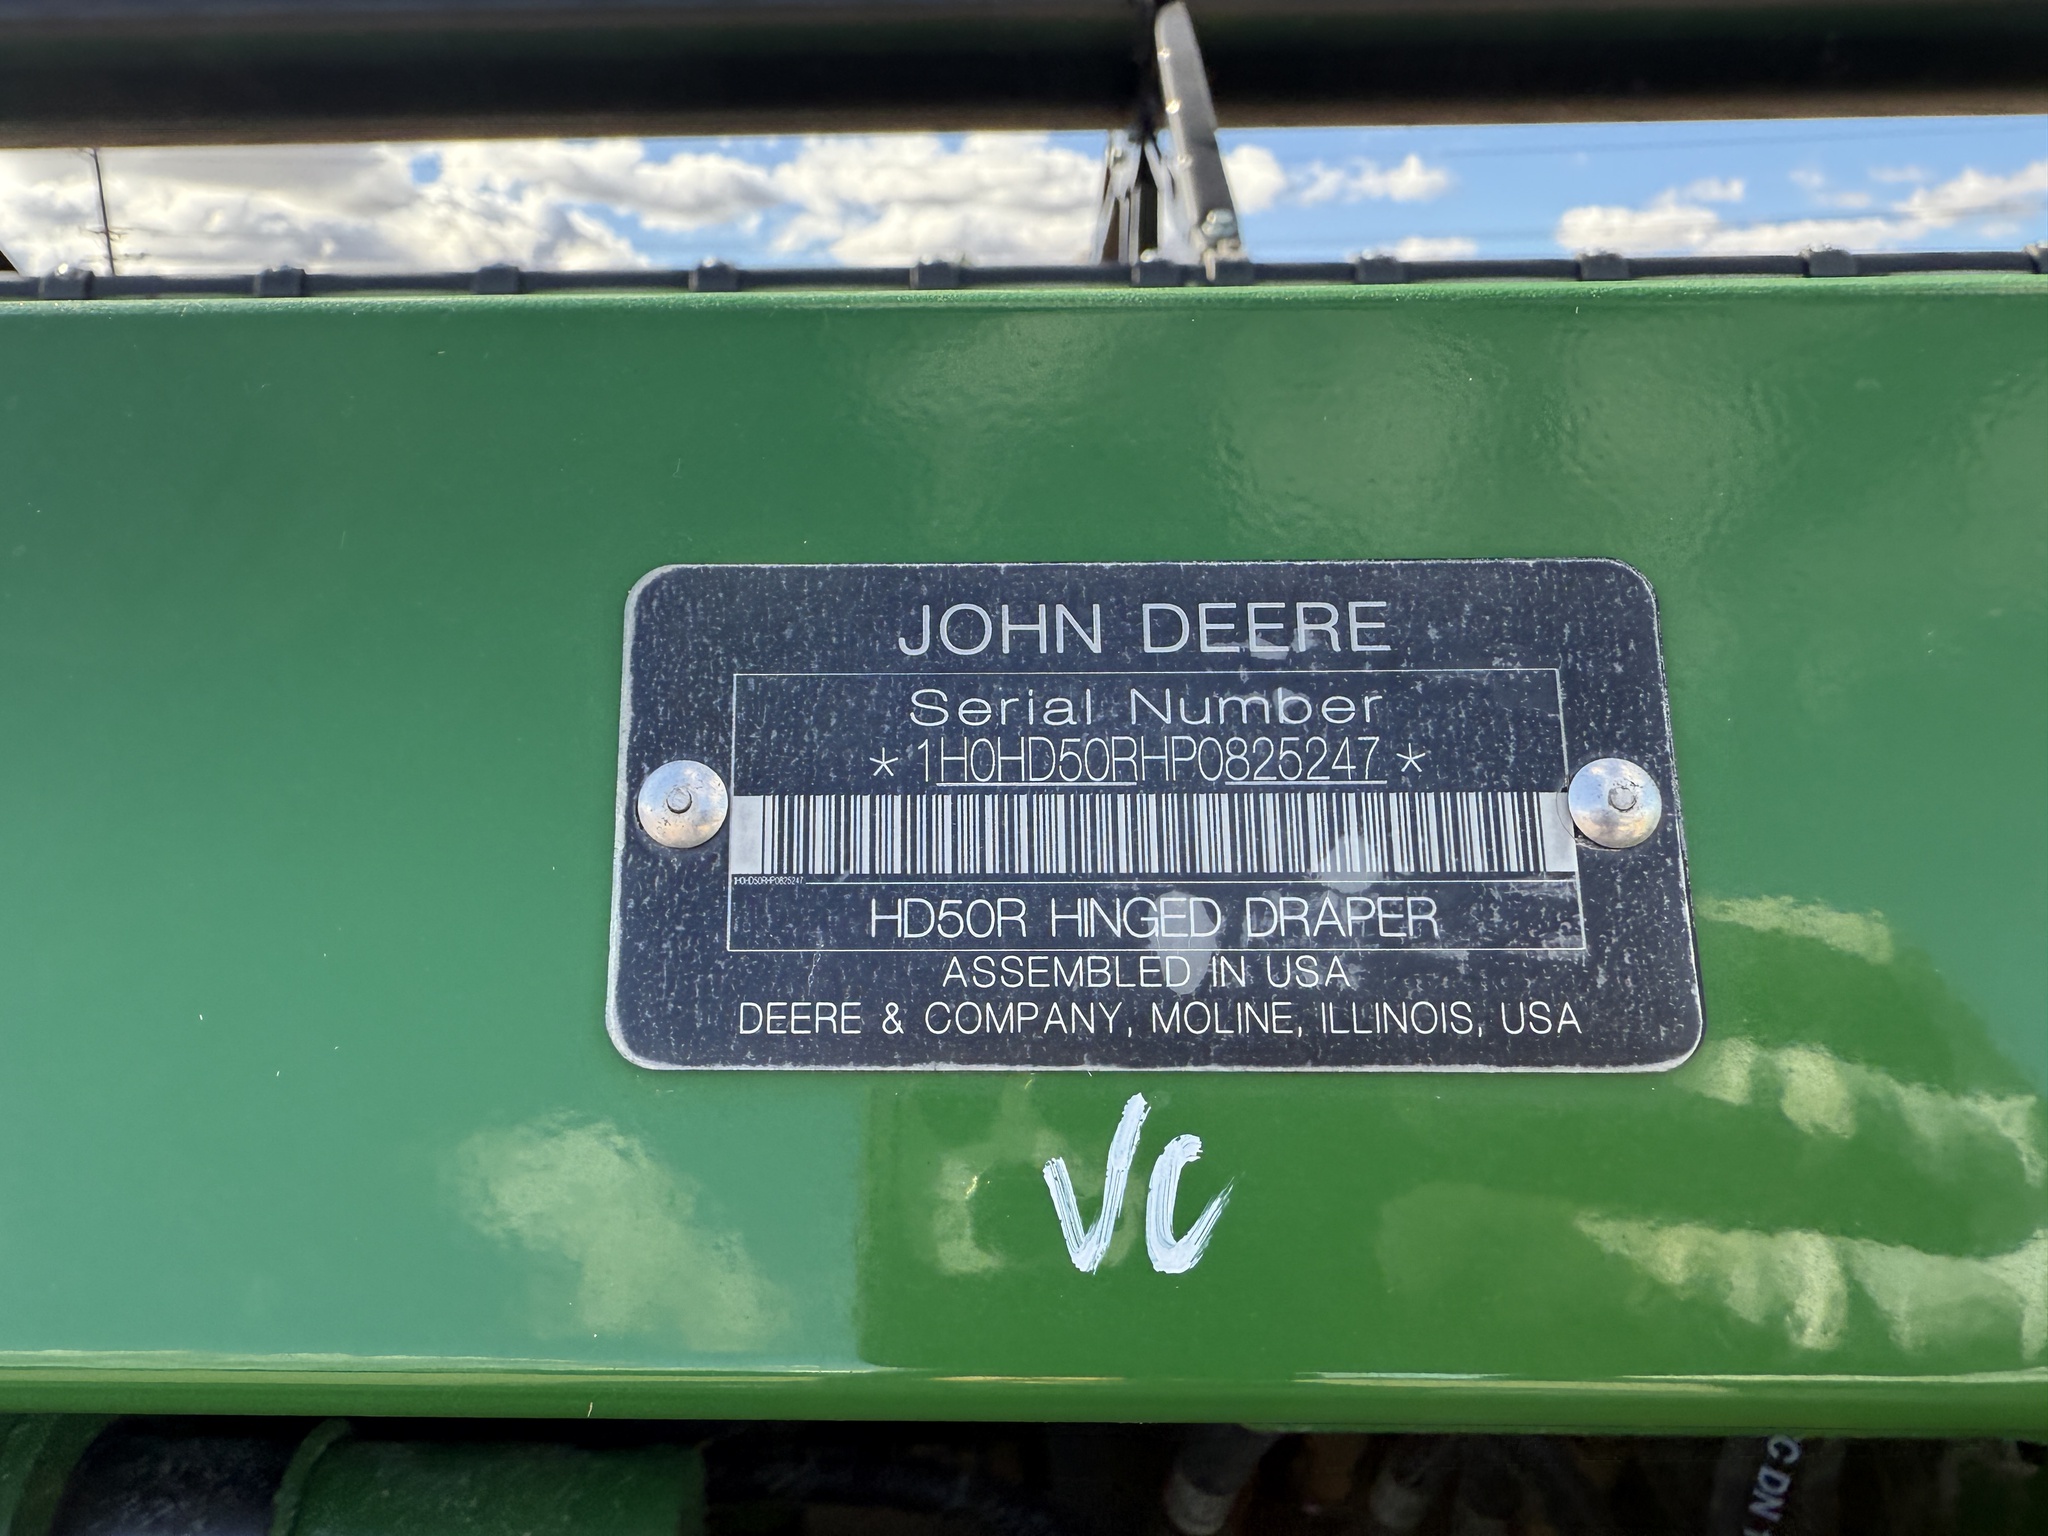 JOHN DEERE
Serial Number
* 1H0HD50RHP0825247 *
1H0HD50RHP0825247
HD50R HINGED DRAPER
ASSEMBLED IN USA
DEERE & COMPANY, MOLINE, ILLINOIS, USA
VC